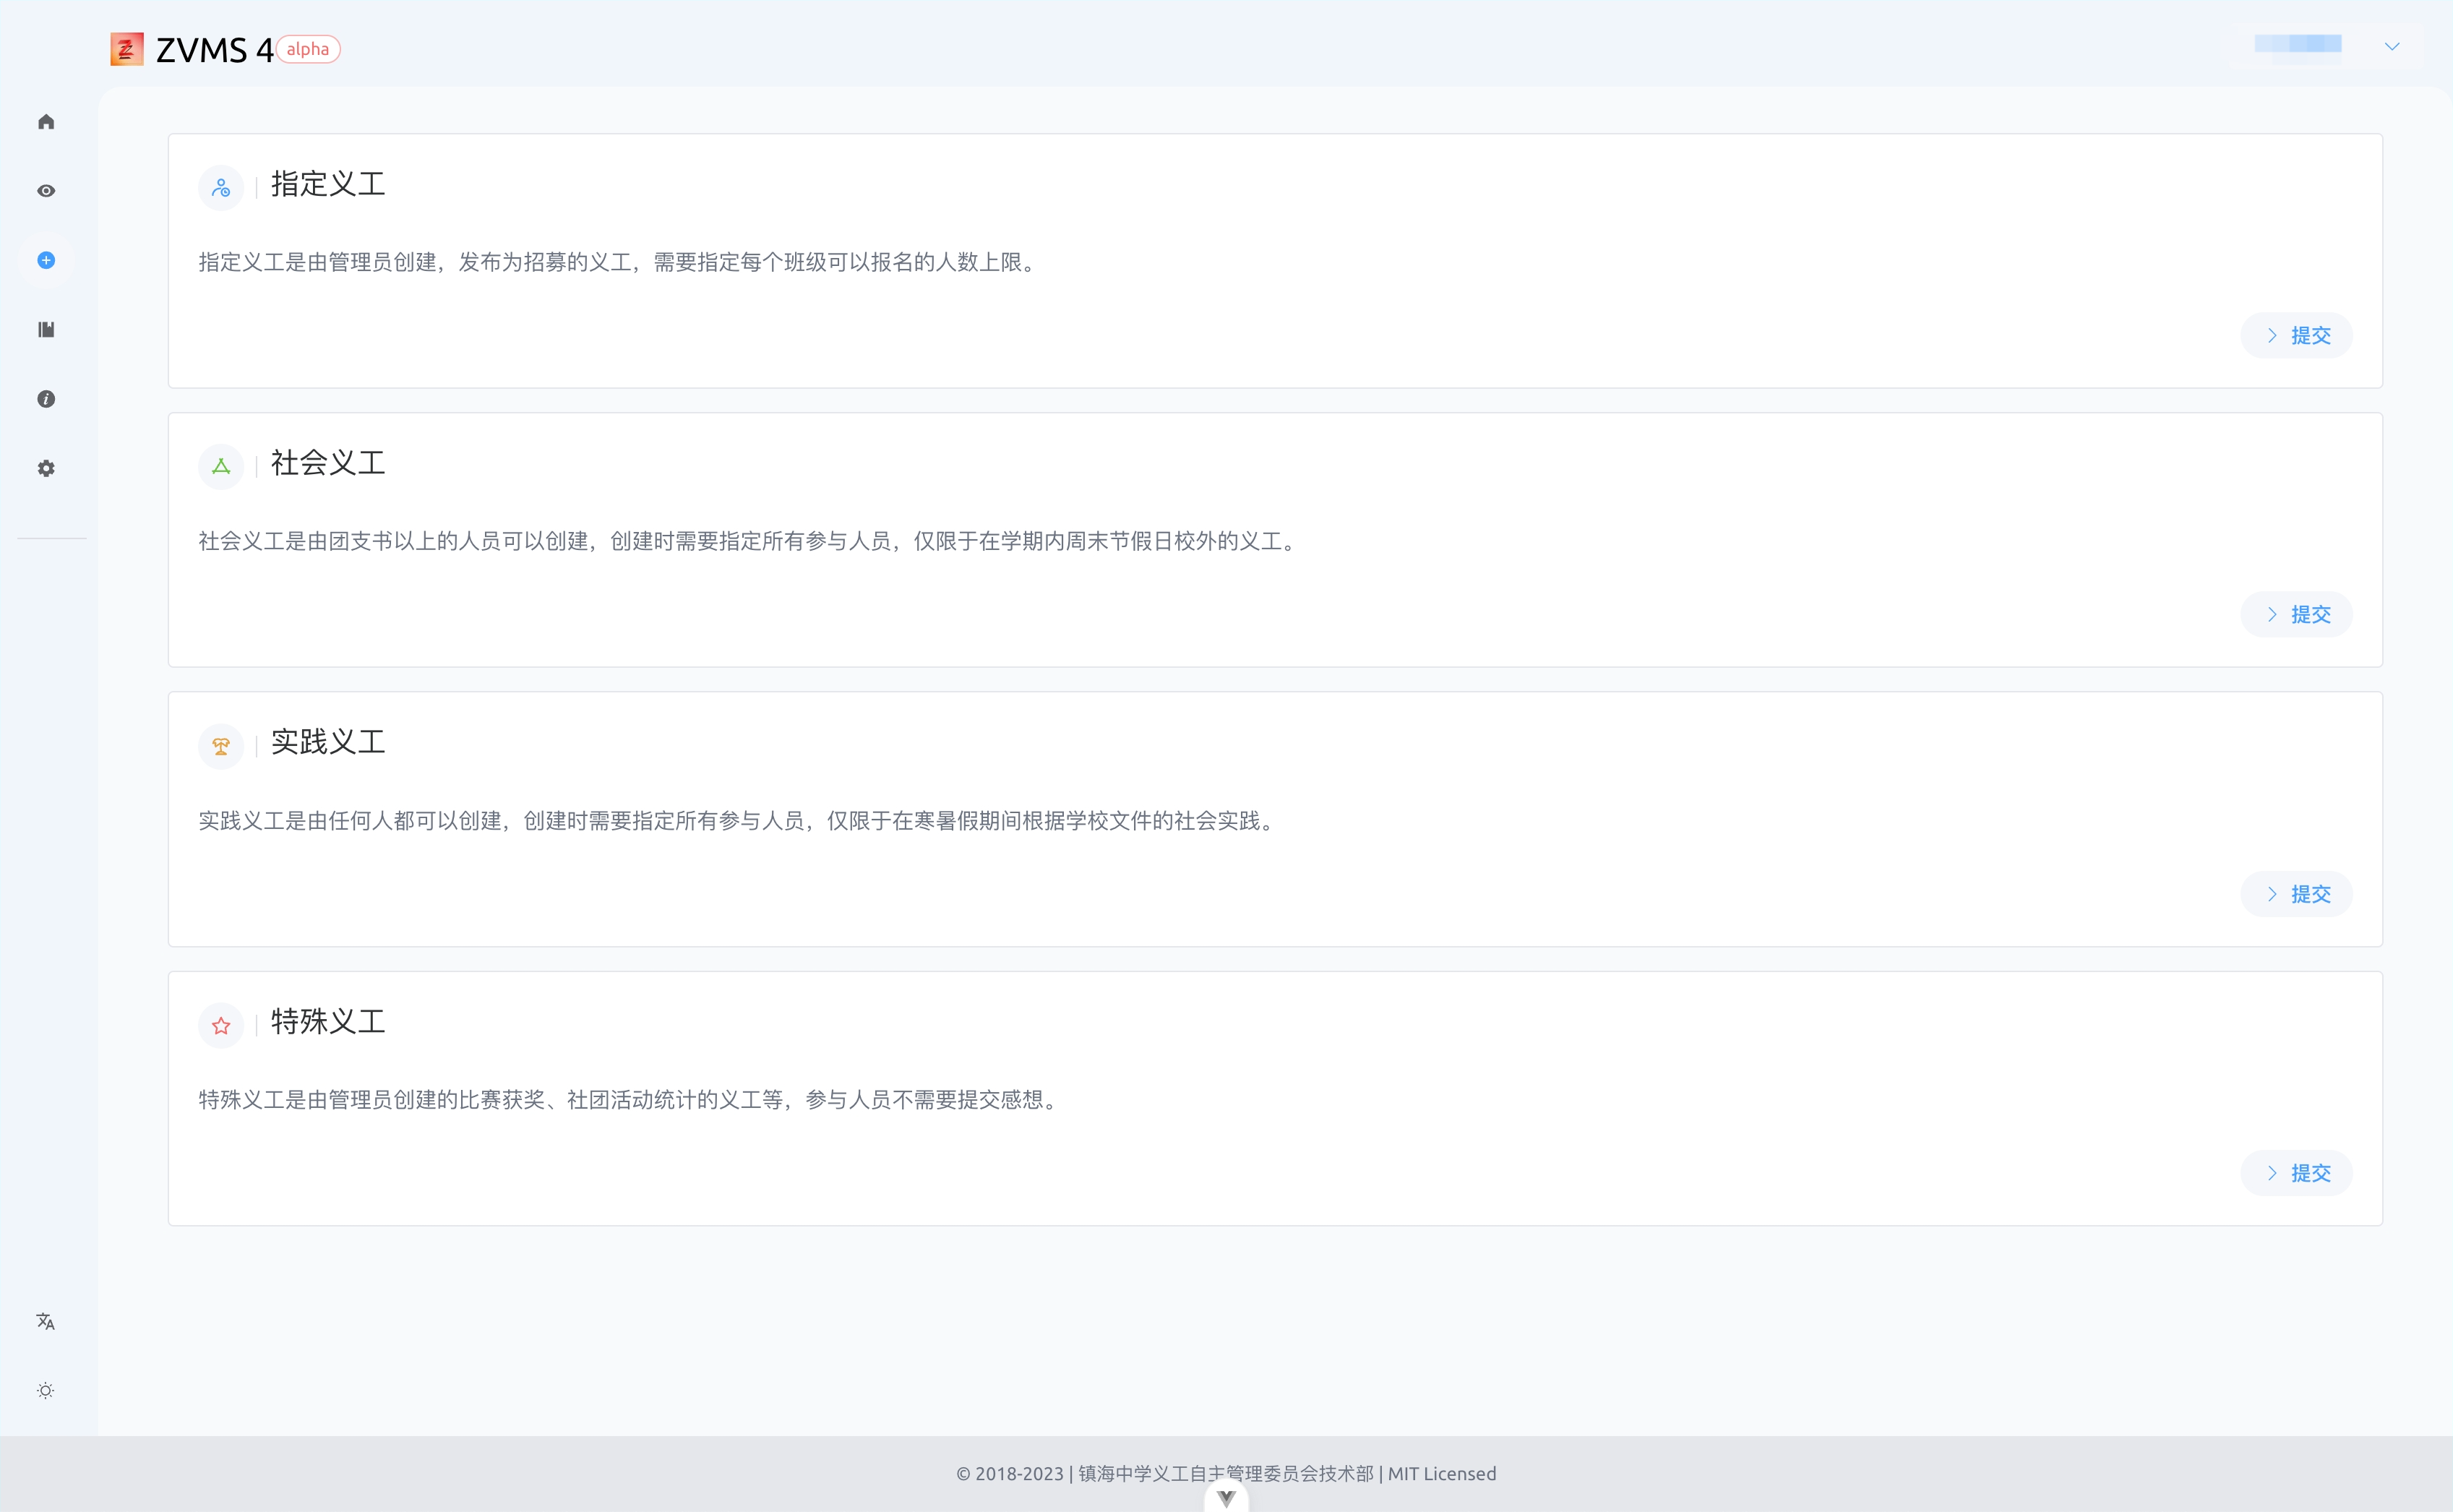 ZVMS 4 alpha
指定义工
指定义工是由管理员创建，发布为招募的义工，需要指定每个班级可以报名的人数上限。
提交
社会义工
社会义工是由团支书以上的人员可以创建，创建时需要指定所有参与人员，仅限于在学期内周末节假日校外的义工。
提交
实践义工
实践义工是由任何人都可以创建，创建时需要指定所有参与人员，仅限于在寒暑假期间根据学校文件的社会实践。
提交
特殊义工
特殊义工是由管理员创建的比赛获奖、社团活动统计的义工等，参与人员不需要提交感想。
提交
© 2018-2023 | 镇海中学义工自主管理委员会技术部 | MIT Licensed